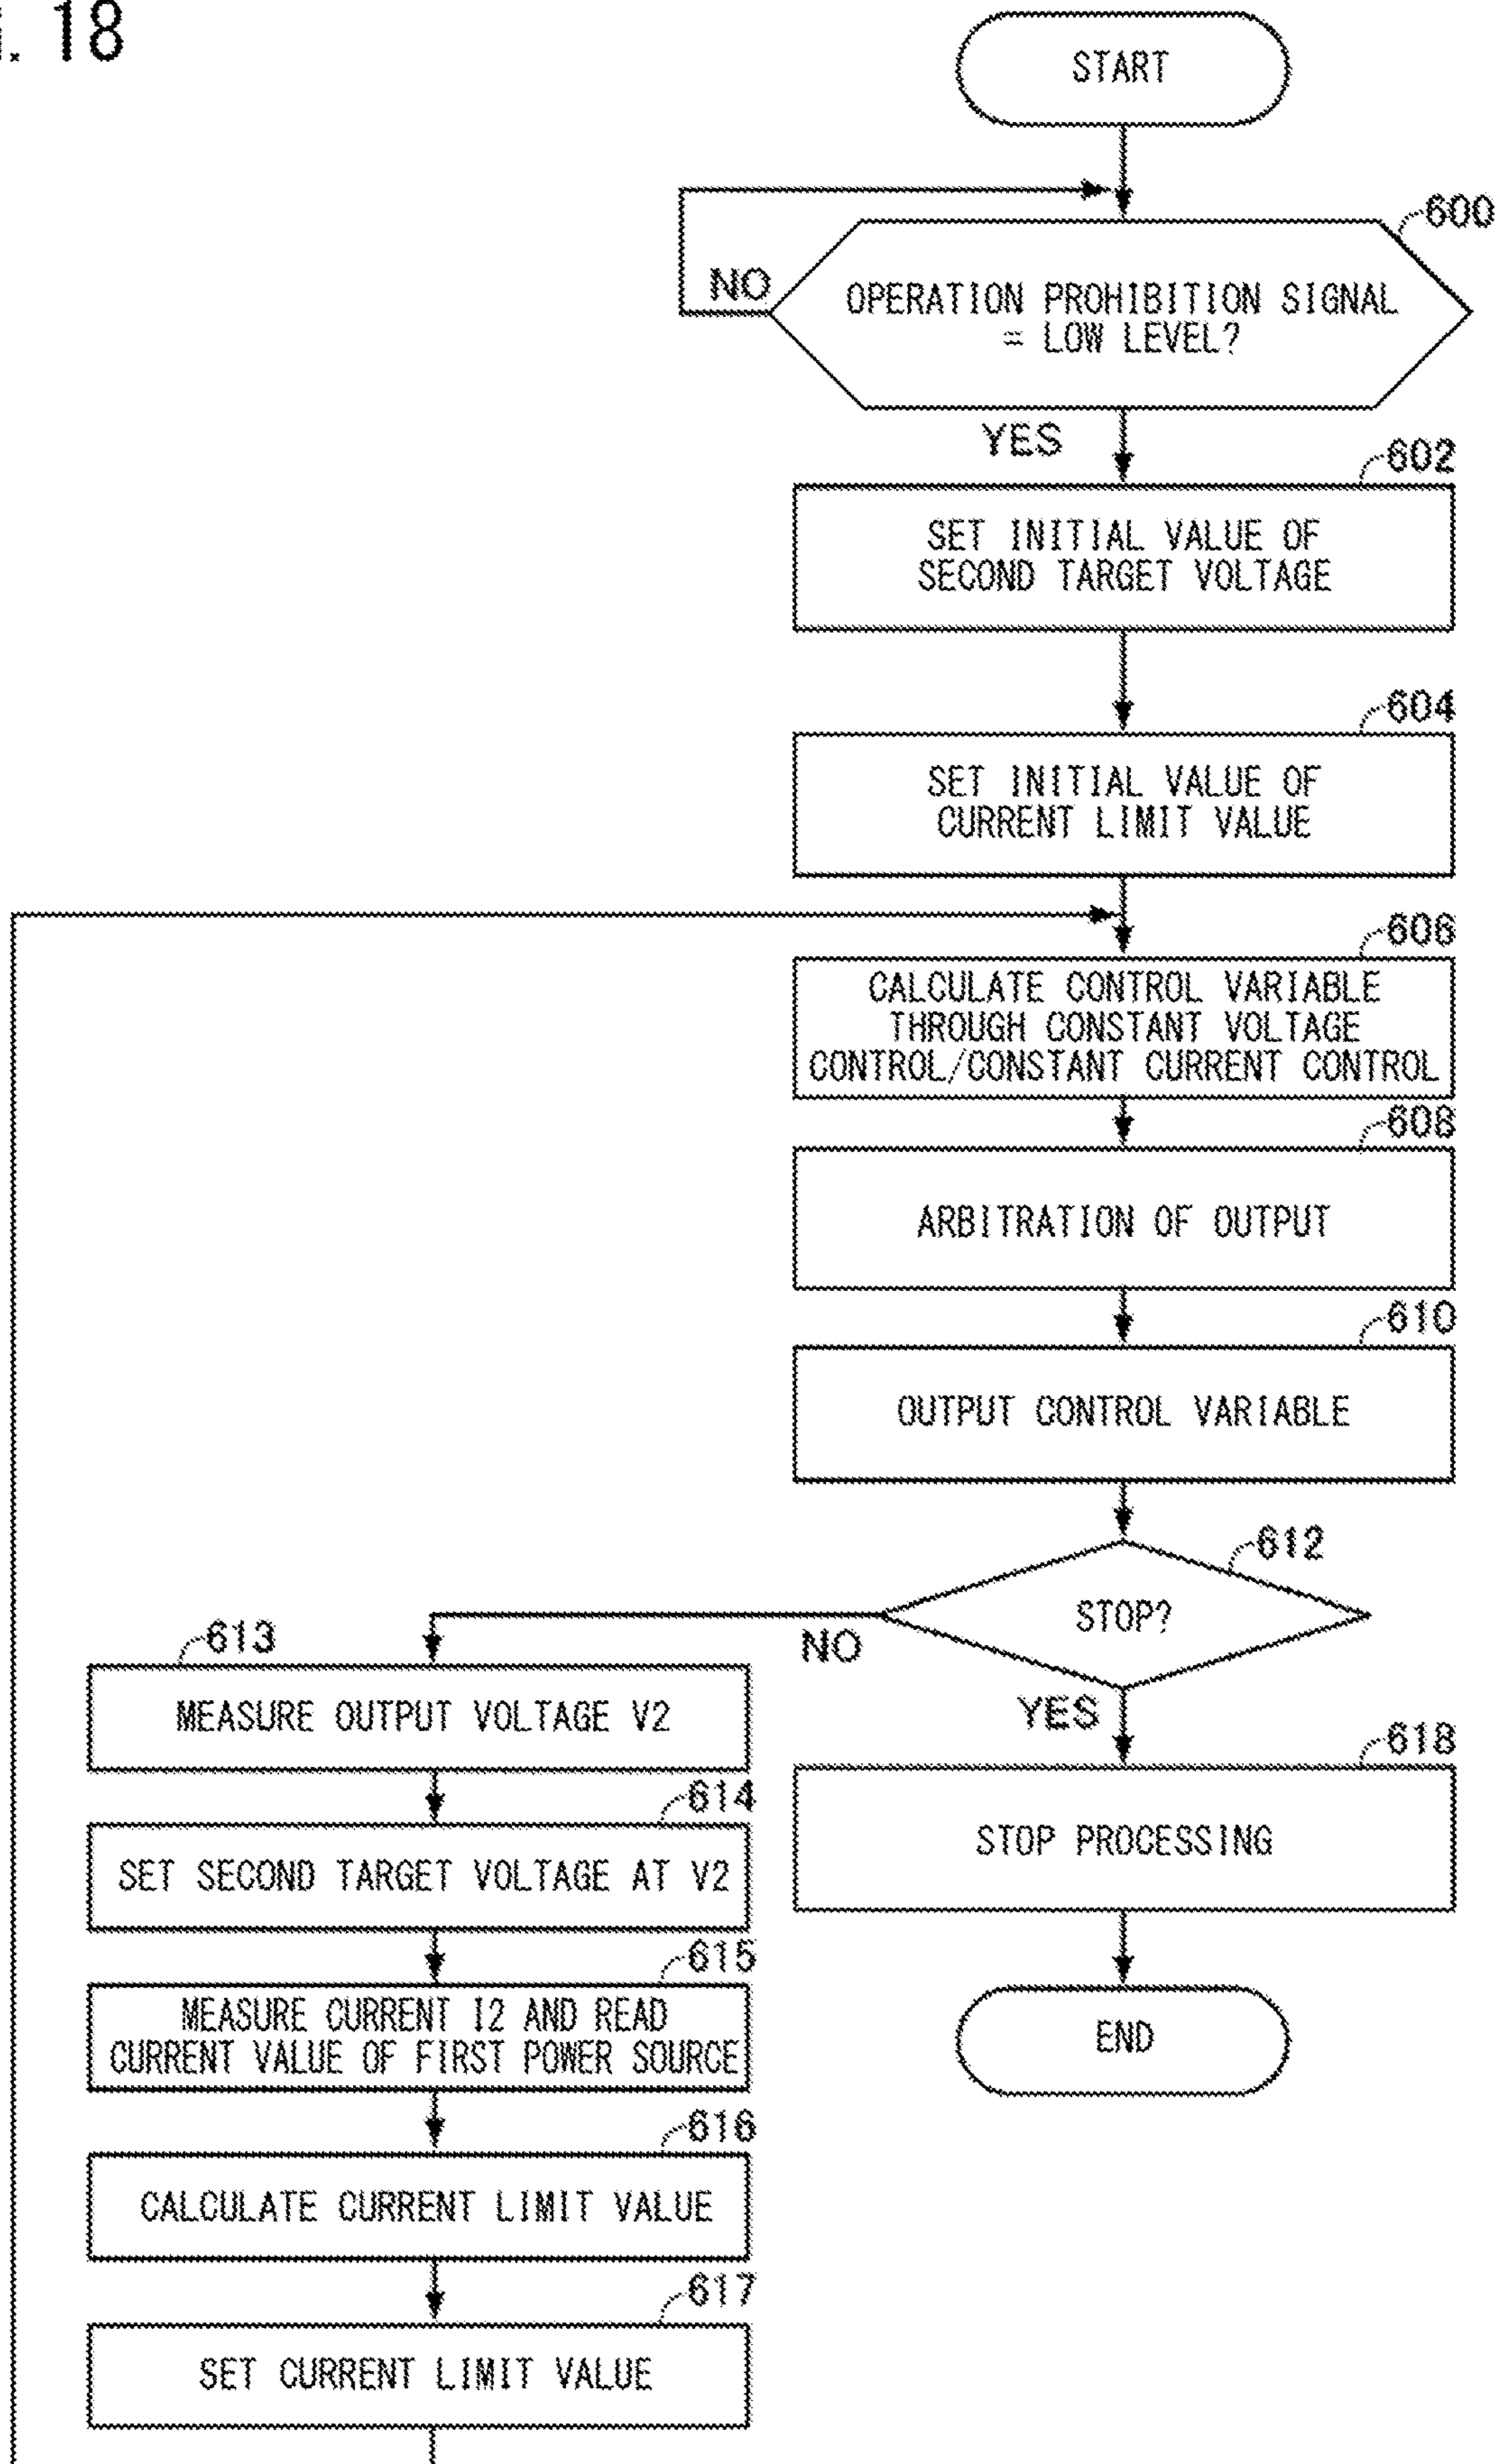 . 18
START
600
NO
OPERATION PROHIBITION SIGNAL
= LOW LEVEL?
YES
602
SET INITIAL VALUE OF
SECOND TARGET VOLTAGE
604
SET INITIAL VALUE OF
CURRENT LIMIT VALUE
606
CALCULATE CONTROL VARIABLE
THROUGH CONSTANT VOLTAGE
CONTROL/CONSTANT CURRENT CONTROL
608
ARBITRATION OF OUTPUT
610
OUTPUT CONTROL VARIABLE
612
STOP?
NO
YES
613
MEASURE OUTPUT VOLTAGE V2
614
SET SECOND TARGET VOLTAGE AT V2
615
MEASURE CURRENT I2 AND READ
CURRENT VALUE OF FIRST POWER SOURCE
616
CALCULATE CURRENT LIMIT VALUE
617
SET CURRENT LIMIT VALUE
618
STOP PROCESSING
END